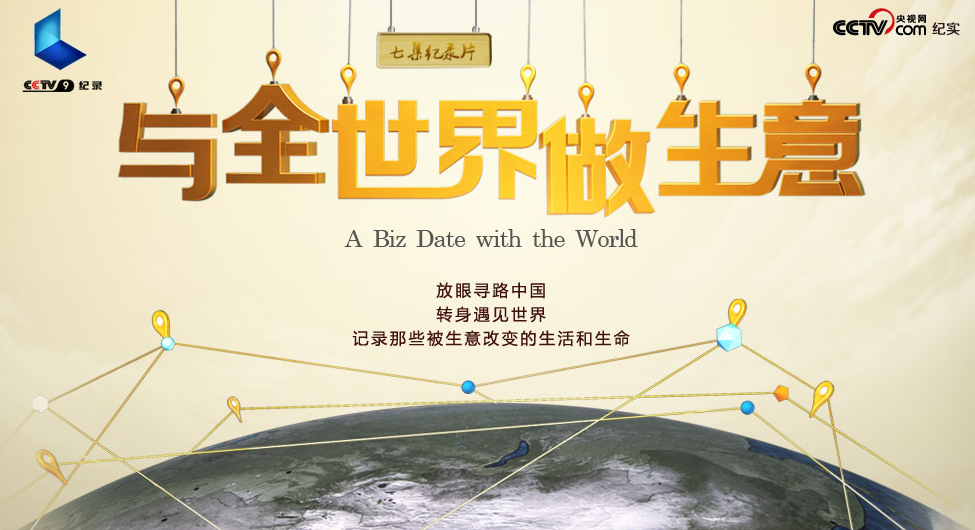 CCTV 9 纪录
央视网
CCTV.com 纪实
七集纪录片
与全世界做生意
A Biz Date with the World
放眼寻路中国
转身遇见世界
记录那些被生意改变的生活和生命